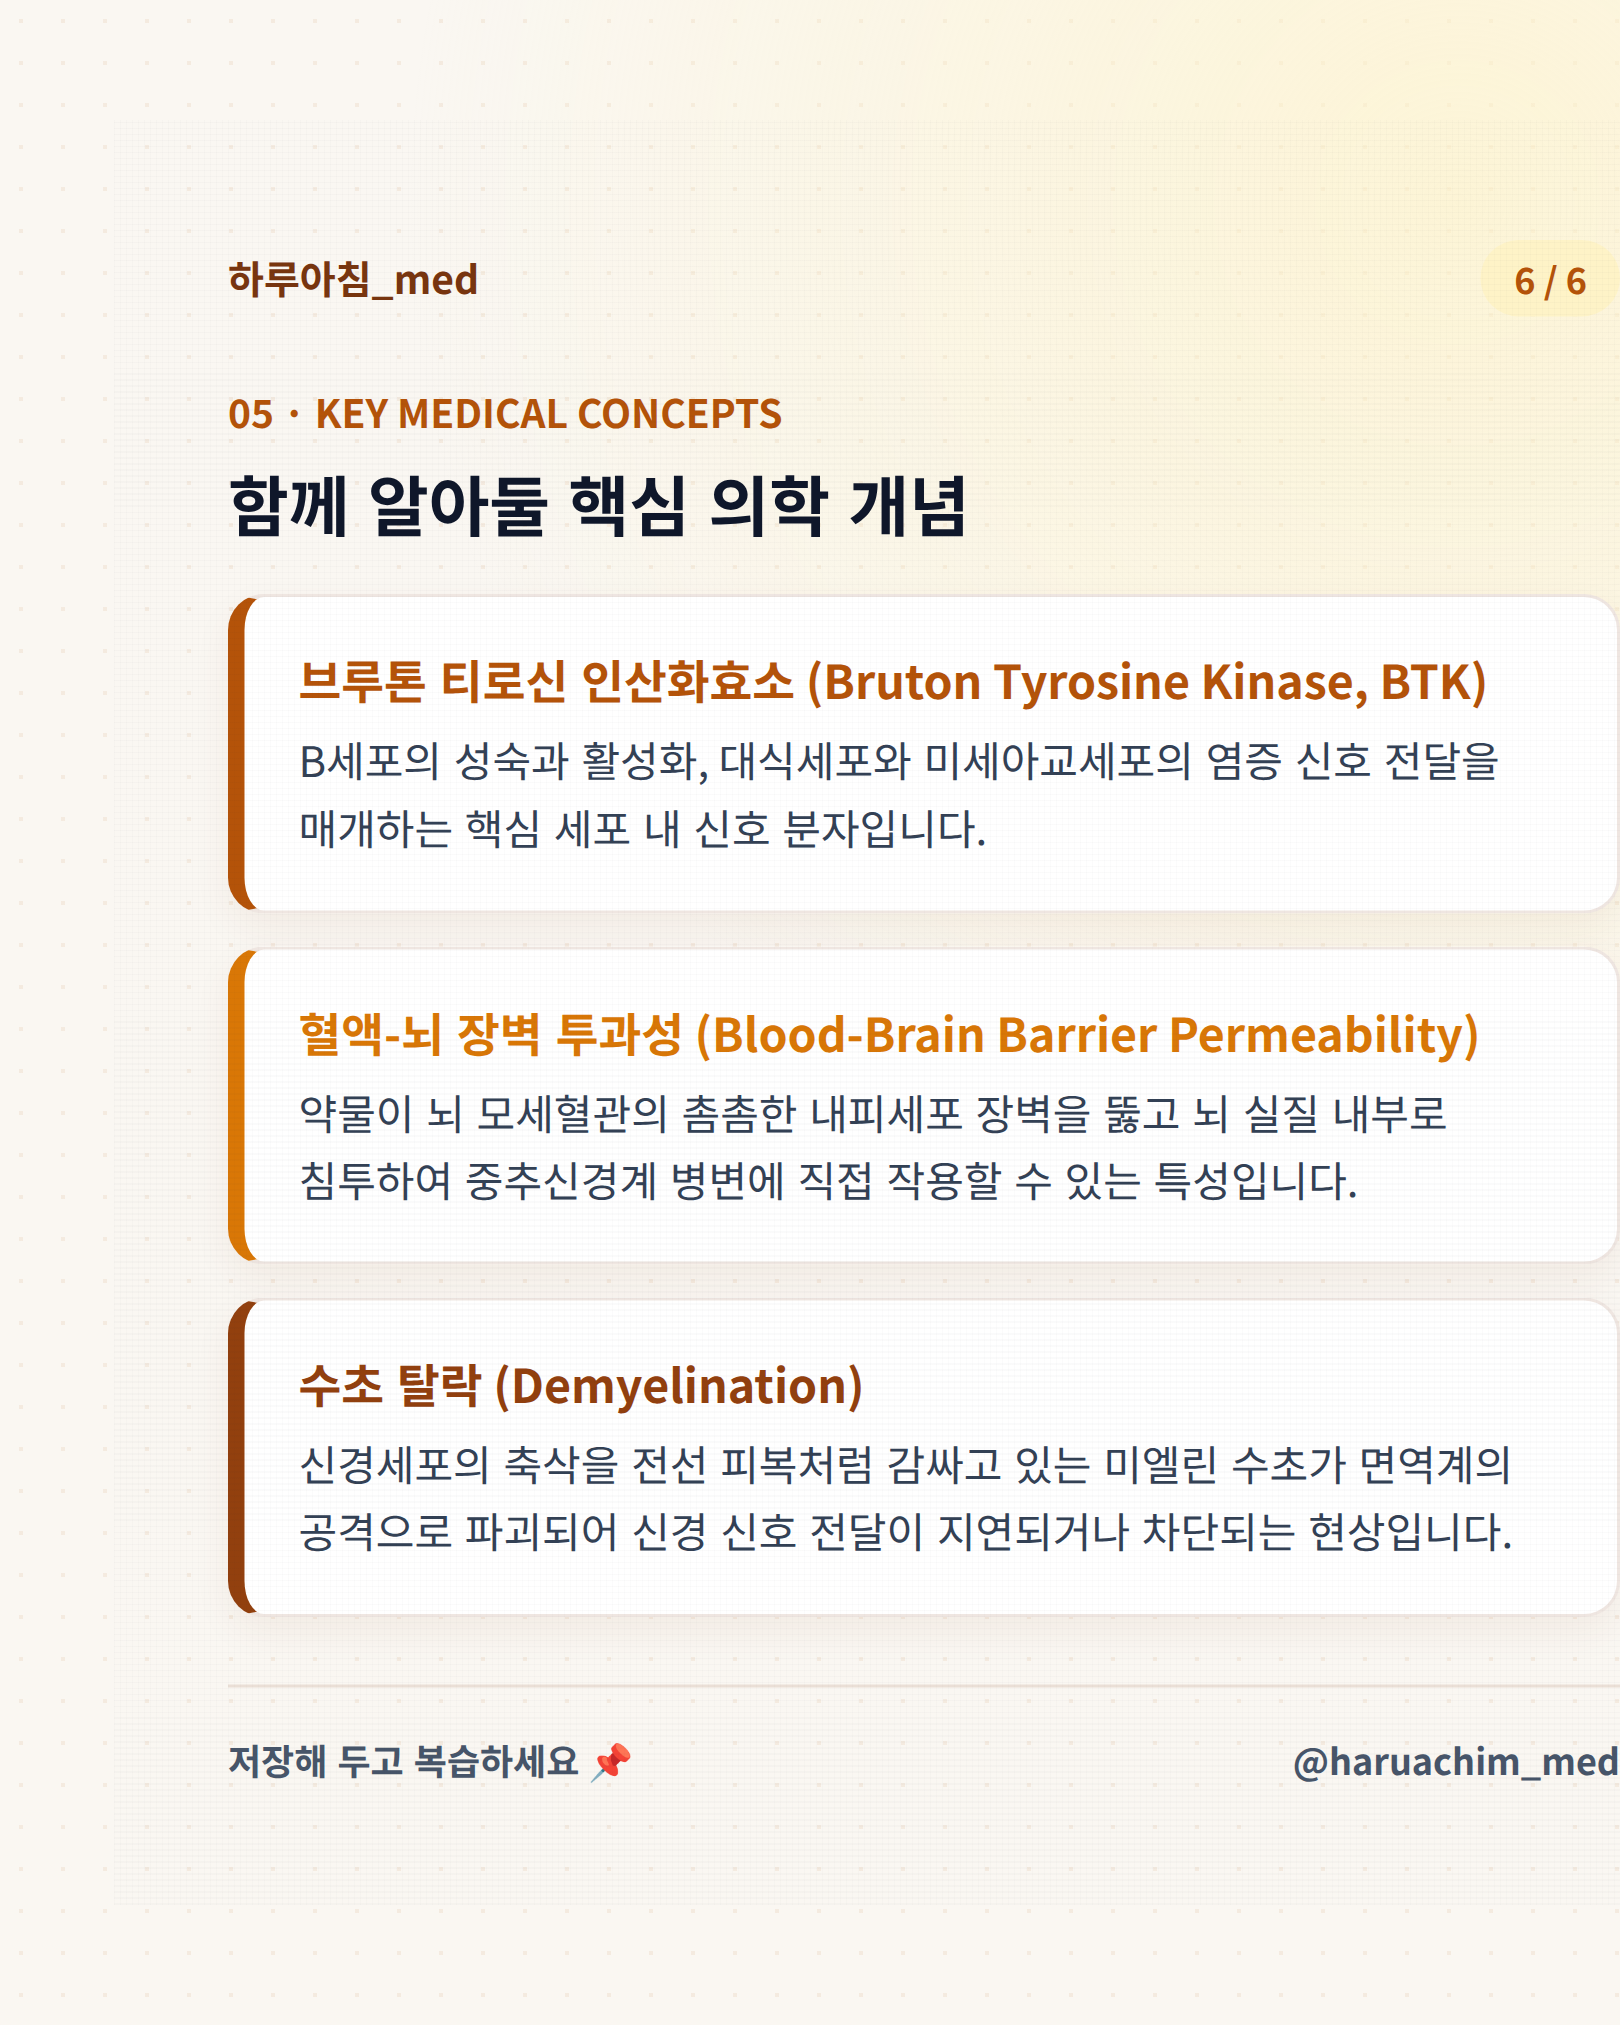 하루아침_med
6 / 6
05 · KEY MEDICAL CONCEPTS
함께 알아둘 핵심 의학 개념
브루톤 티로신 인산화효소 (Bruton Tyrosine Kinase, BTK)
B세포의 성숙과 활성화, 대식세포와 미세아교세포의 염증 신호 전달을
매개하는 핵심 세포 내 신호 분자입니다.
혈액-뇌 장벽 투과성 (Blood-Brain Barrier Permeability)
약물이 뇌 모세혈관의 촘촘한 내피세포 장벽을 뚫고 뇌 실질 내부로
침투하여 중추신경계 병변에 직접 작용할 수 있는 특성입니다.
수초 탈락 (Demyelination)
신경세포의 축삭을 전선 피복처럼 감싸고 있는 미엘린 수초가 면역계의
공격으로 파괴되어 신경 신호 전달이 지연되거나 차단되는 현상입니다.
저장해 두고 복습하세요 📌
@haruachim_med